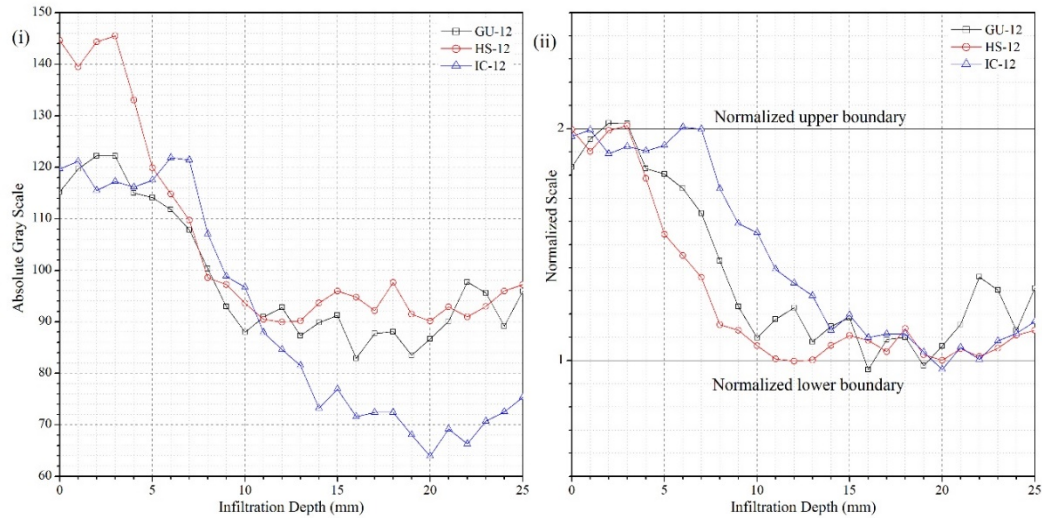 (i)
GU-12
HS-12
IC-12
Absolute Gray Scale
150
140
130
120
110
100
90
80
70
60
0
5
10
15
20
25
Infiltration Depth (mm)
(ii)
GU-12
HS-12
IC-12
Normalized upper boundary
Normalized lower boundary
Normalized Scale
2
1
0
5
10
15
20
25
Infiltration Depth (mm)